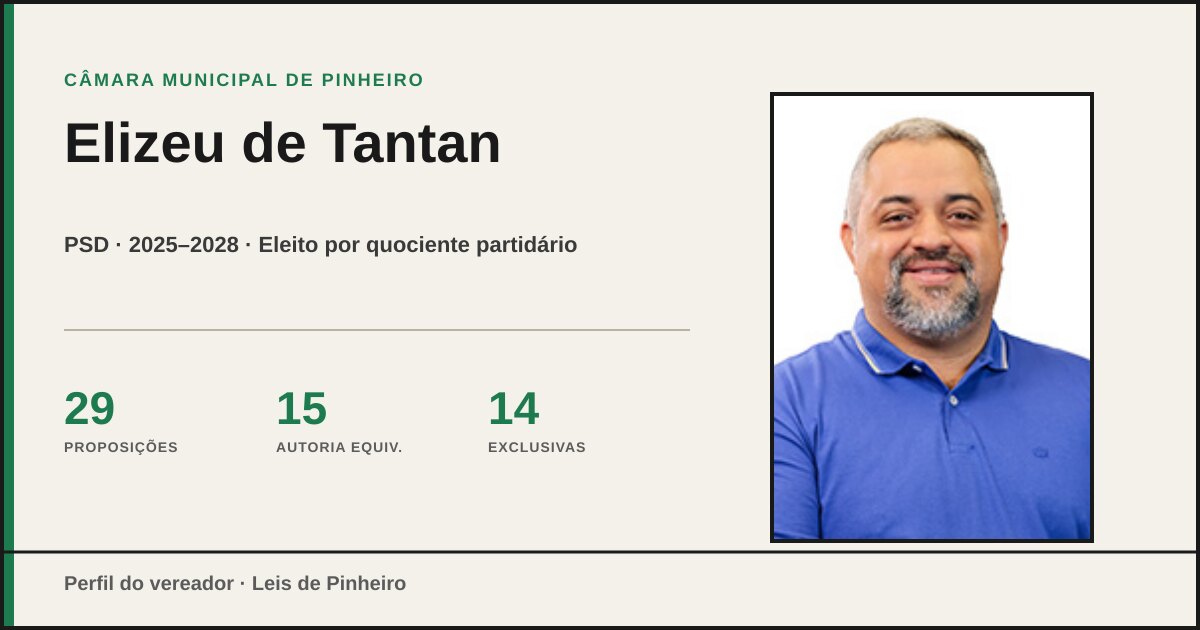 CÂMARA MUNICIPAL DE PINHEIRO
Elizeu de Tantan
PSD · 2025–2028 · Eleito por quociente partidário
29
PROPOSIÇÕES
15
AUTORIA EQUIV.
14
EXCLUSIVAS
Perfil do vereador · Leis de Pinheiro